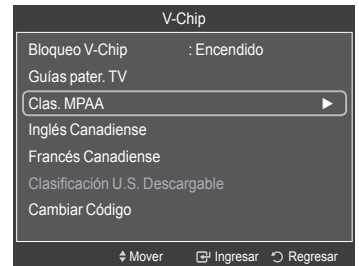 V-Chip
Bloqueo V-Chip : Encendido
Guías pater. TV
Clas. MPAA
Inglés Canadiense
Francés Canadiense
Clasificación U.S. Descargable
Cambiar Código
Mover Ingresar Regresar